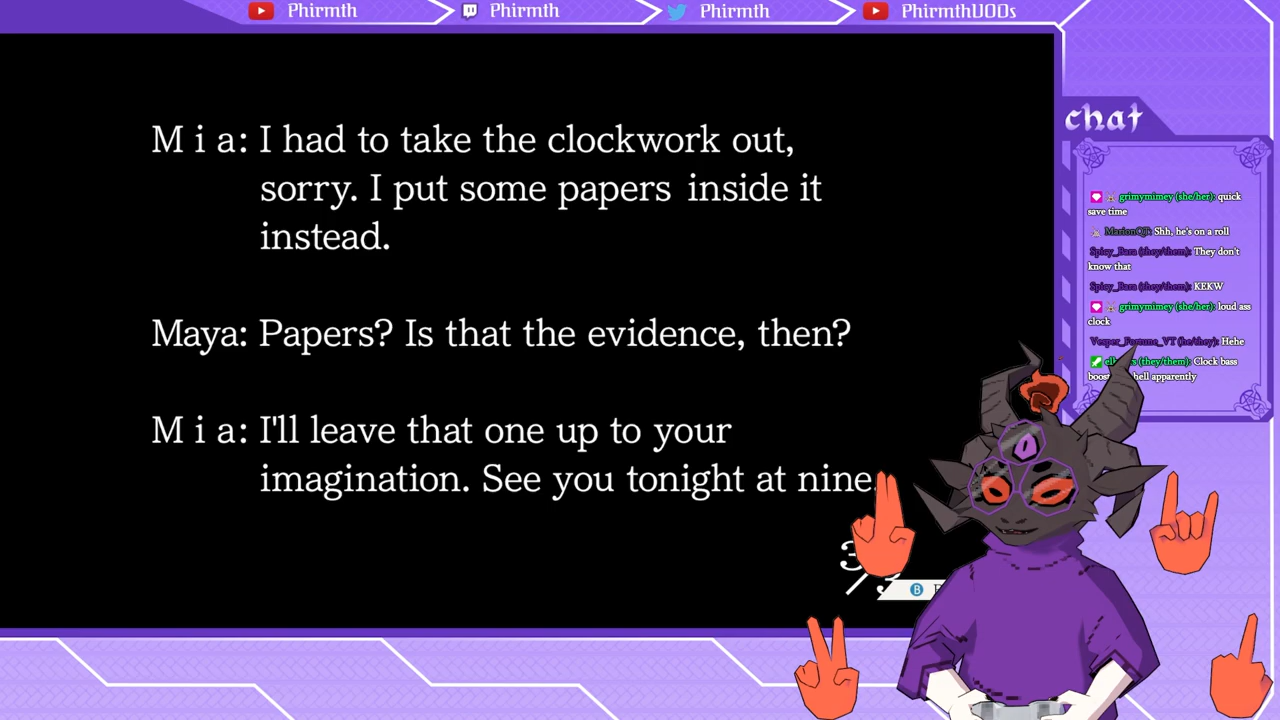 Phirmth
Phirmth
Phirmth
PhirmthVODs
M i a: I had to take the clockwork out,
sorry. I put some papers inside it
instead.
Maya: Papers? Is that the evidence, then?
M i a: I'll leave that one up to your
imagination. See you tonight at nine.
chat
grimymimey (she/her): quick
save time
MarionOff: Shh, he's on a roll
Spicy_Bara (they/them): They don't
know that
Spicy_Bara (they/them): KEKW
grimymimey (she/her): loud ass
clock
Vesper_Fortune_VT (he/they): Hehe
(they/them): Clock bass
hell apparently
B